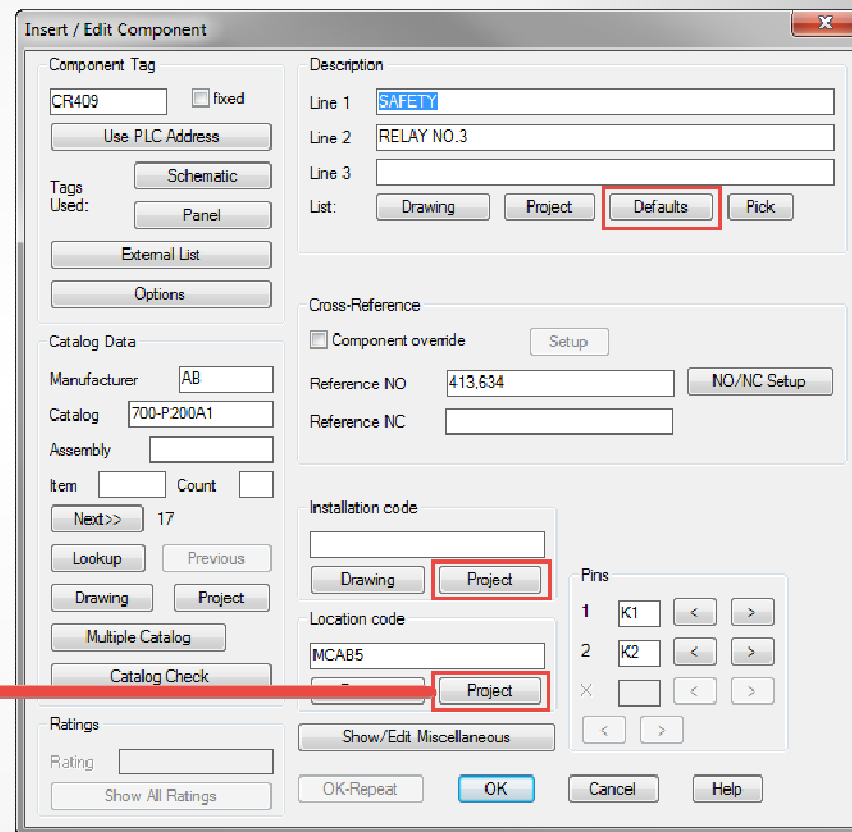 Insert / Edit Component
Component Tag
CR409
fixed
Use PLC Address
Tags Used:
Schematic
Panel
External List
Options
Description
Line 1 SAFETY
Line 2 RELAY NO.3
Line 3
List: Drawing Project Defaults Pick
Cross-Reference
Component override Setup
Reference NO 413,634 NO/NC Setup
Reference NC
Catalog Data
Manufacturer AB
Catalog 700-P200A1
Assembly
Item Count
Next>> 17
Lookup Previous
Drawing Project
Multiple Catalog
Catalog Check
Ratings
Rating
Show All Ratings
Installation code
Drawing Project
Location code
MCAB5
Project
Show/Edit Miscellaneous
Pins
1 K1 < >
2 K2 < >
X < >
< >
OK-Repeat OK Cancel Help